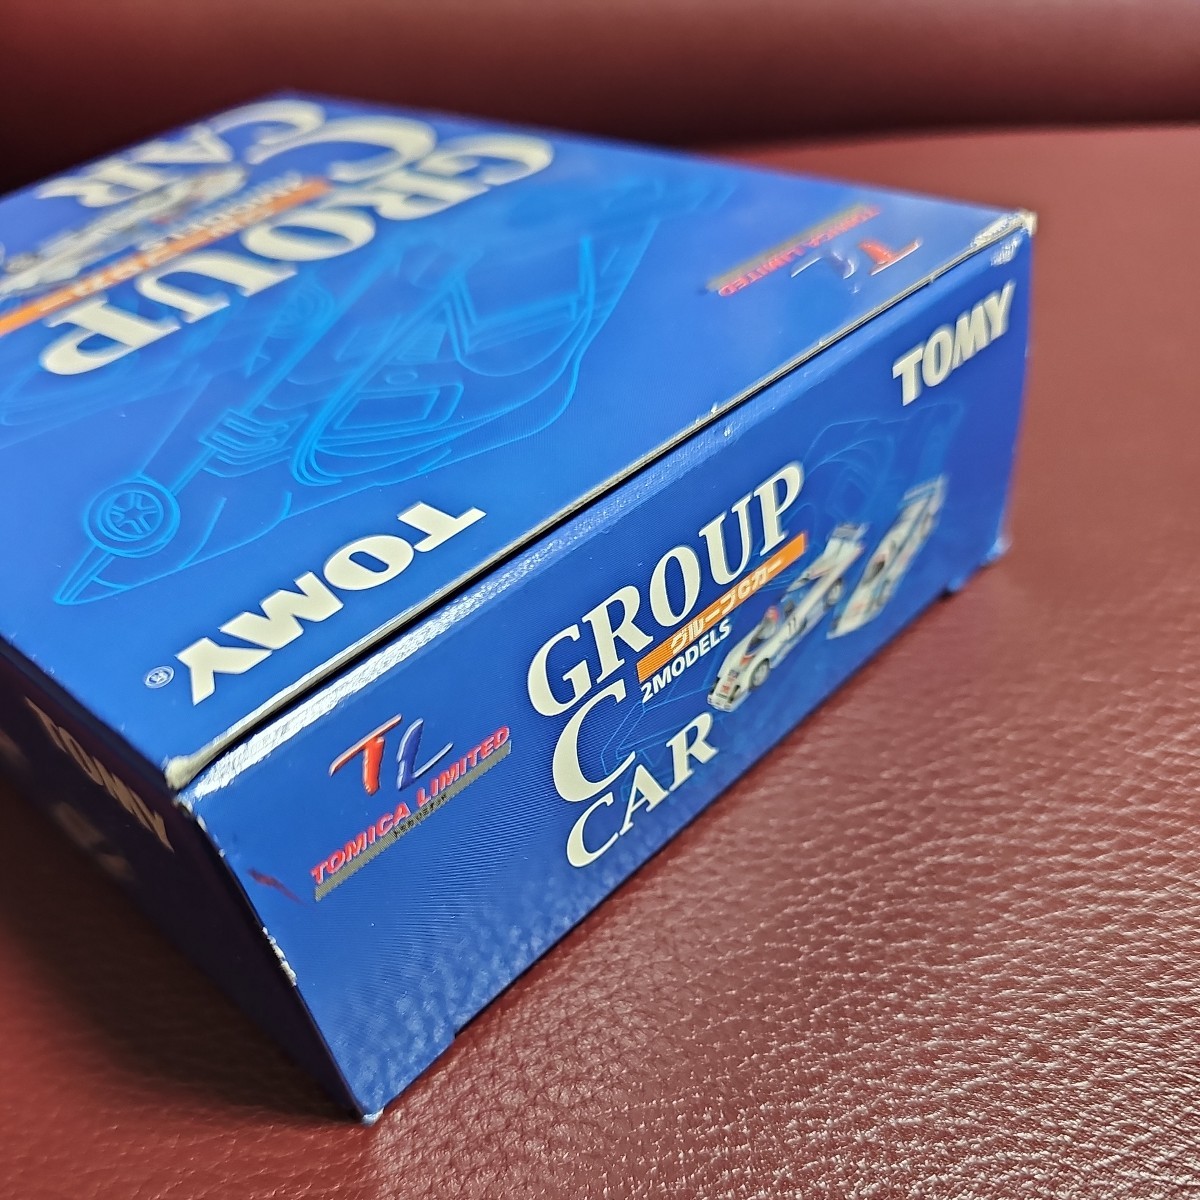 GROUP
C
CAR
TOMICA LIMITED
TL
TOMY®
TOMY
GROUP
グループCカー
C
2MODELS
CAR
TL
TOMICA LIMITED
TOMY